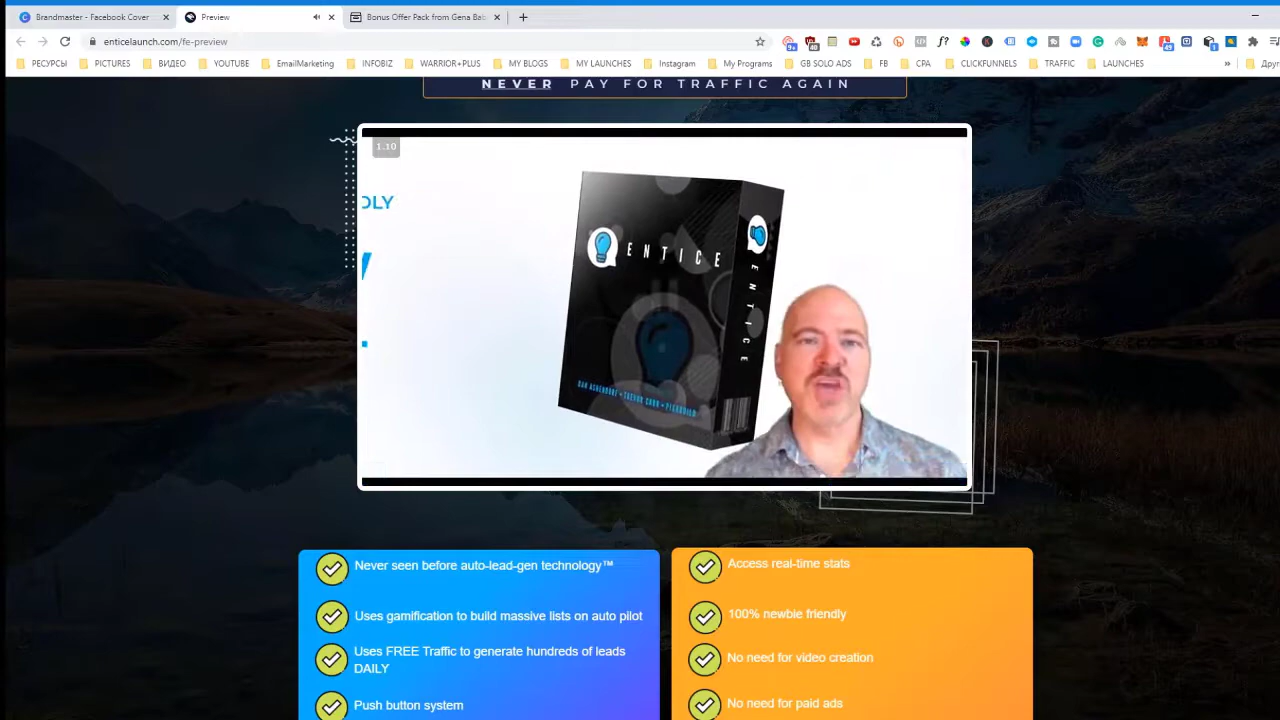 Brandmaster - Facebook Cover
Preview
Bonus Offer Pack from Gena Bab
enticelaunch.com/fe-preview
РЕСУРСЫ
PICTURES
ВИДЕО
YOUTUBE
EmailMarketing
INFOBIZ
WARRIOR+PLUS
MY BLOGS
MY LAUNCHES
Instagram
My Programs
GB SOLO ADS
FB
CPA
CLICKFUNNELS
TRAFFIC
LAUNCHES
Друг
NEVER PAY FOR TRAFFIC AGAIN
1.10
DLY
ENTICE
ENTICE
Never seen before auto-lead-gen technology™
Uses gamification to build massive lists on auto pilot
Uses FREE Traffic to generate hundreds of leads
DAILY
Push button system
Access real-time stats
100% newbie friendly
No need for video creation
No need for paid ads